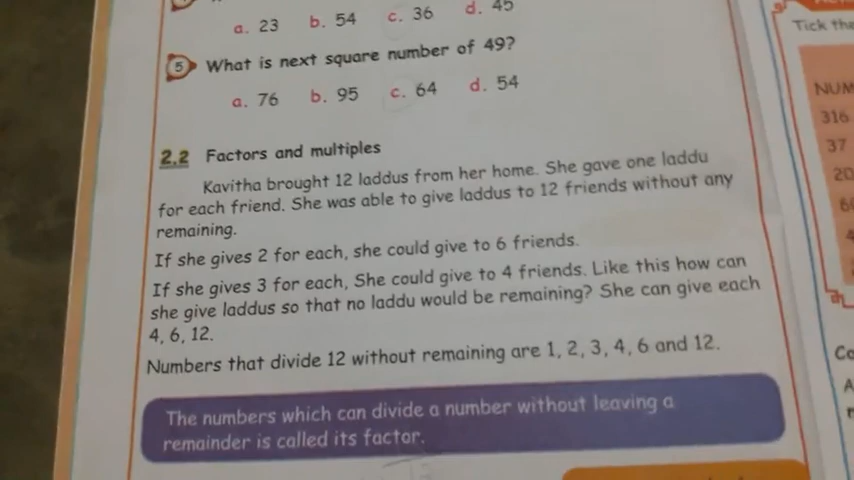 a. 23 b. 54 c. 36 d. 45
5 What is next square number of 49?
a. 76 b. 95 c. 64 d. 54
2.2 Factors and multiples
Kavitha brought 12 laddus from her home. She gave one laddu
for each friend. She was able to give laddus to 12 friends without any
remaining.
If she gives 2 for each, she could give to 6 friends.
If she gives 3 for each, She could give to 4 friends. Like this how can
she give laddus so that no laddu would be remaining? She can give each
4, 6, 12.
Numbers that divide 12 without remaining are 1, 2, 3, 4, 6 and 12.
The numbers which can divide a number without leaving a
remainder is called its factor.
Tick the
NUM
316
37
20